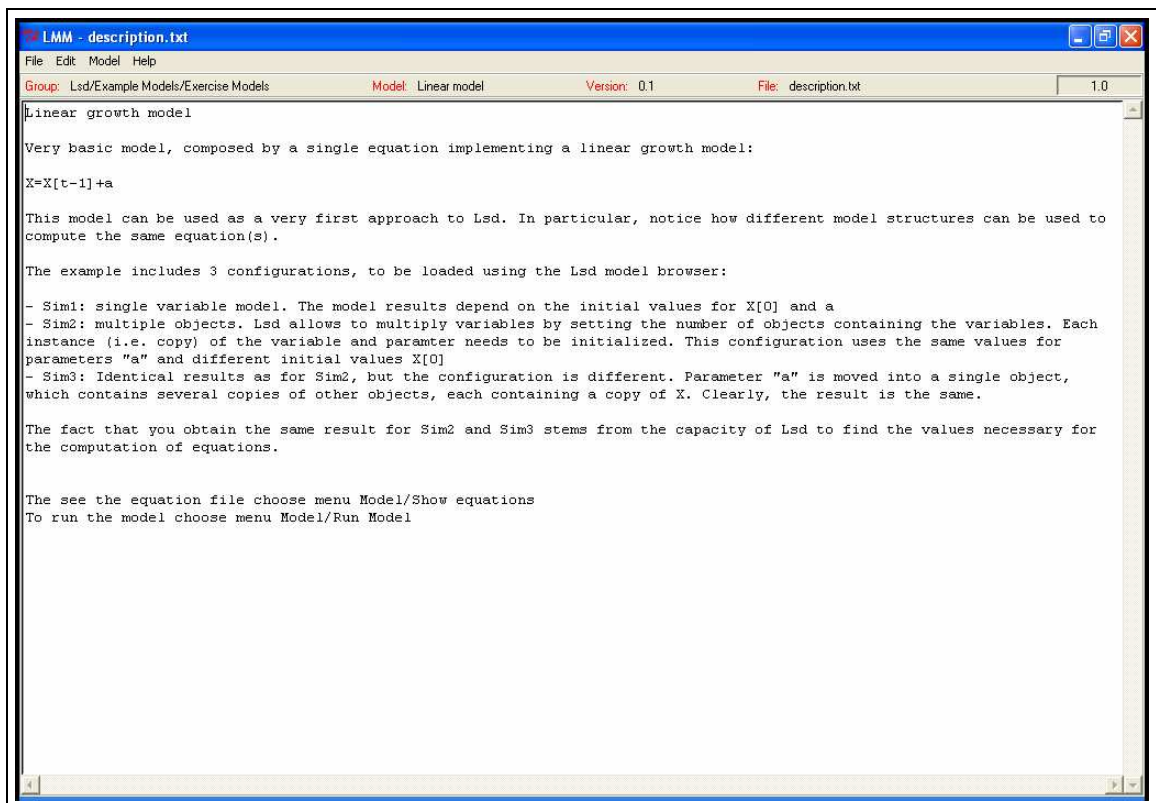 LMM - description.txt
File Edit Model Help
Group: Lsd/Example Models/Exercise Models Model: Linear model Version: 0.1 File: description.txt 1.0
Linear growth model
Very basic model, composed by a single equation implementing a linear growth model:
X=X[t-1]+a
This model can be used as a very first approach to Lsd. In particular, notice how different model structures can be used to
compute the same equation(s).
The example includes 3 configurations, to be loaded using the Lsd model browser:
- Sim1: single variable model. The model results depend on the initial values for X[0] and a
- Sim2: multiple objects. Lsd allows to multiply variables by setting the number of objects containing the variables. Each
instance (i.e. copy) of the variable and paramter needs to be initialized. This configuration uses the same values for
parameters "a" and different initial values X[0]
- Sim3: Identical results as for Sim2, but the configuration is different. Parameter "a" is moved into a single object,
which contains several copies of other objects, each containing a copy of X. Clearly, the result is the same.
The fact that you obtain the same result for Sim2 and Sim3 stems from the capacity of Lsd to find the values necessary for
the computation of equations.
The see the equation file choose menu Model/Show equations
To run the model choose menu Model/Run Model